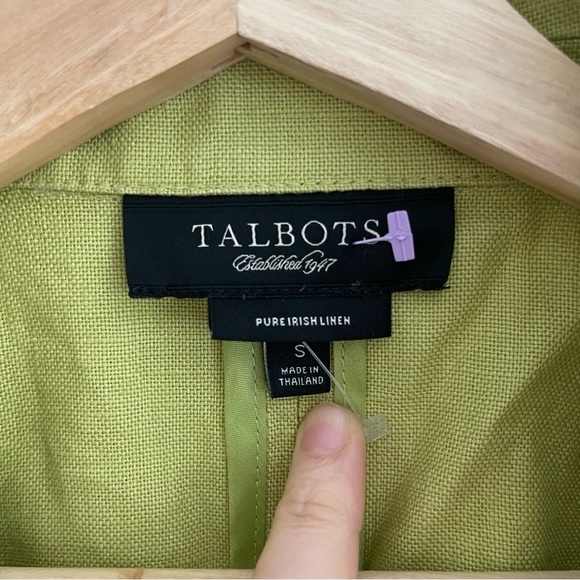 TALBOTS
Established 1947
PURE IRISH LINEN
S
MADE IN
THAILAND